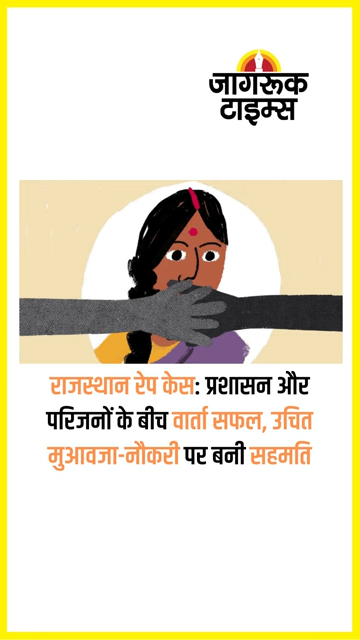 जागरूक
टाइम्स
राजस्थान रेप केस: प्रशासन और
परिजनों के बीच वार्ता सफल, उचित
मुआवजा-नौकरी पर बनी सहमति